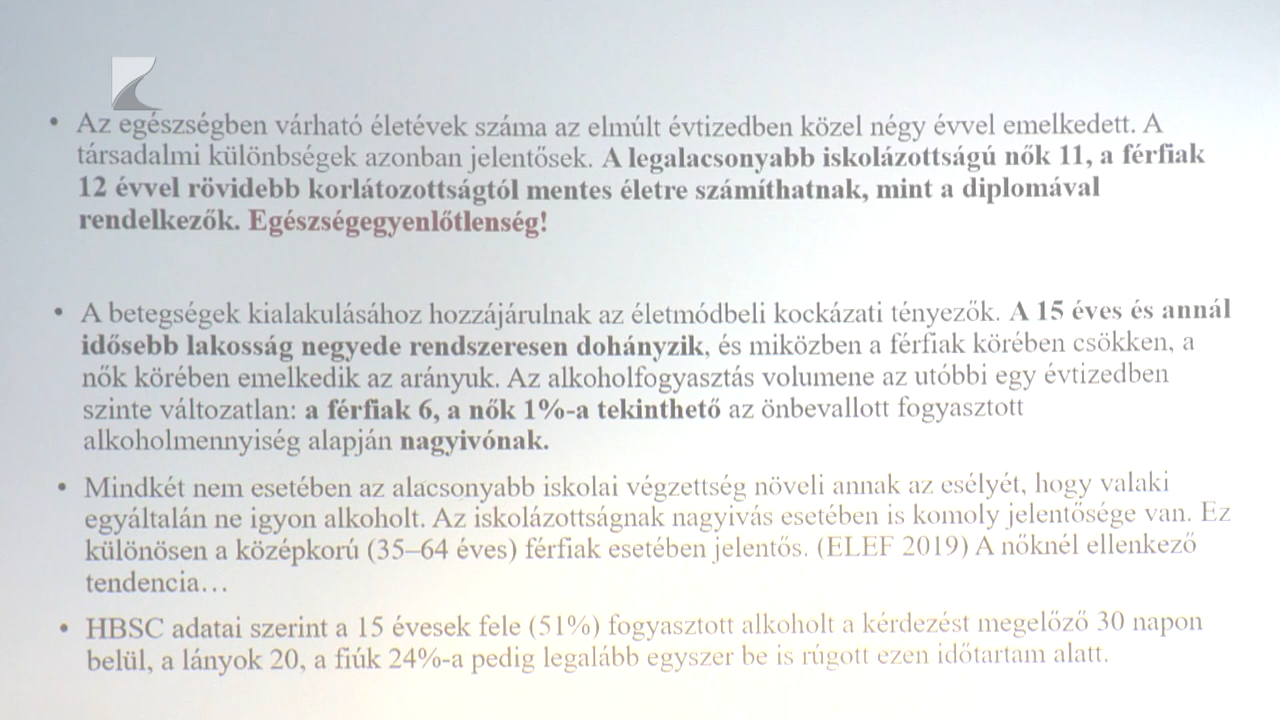 • Az egészségben várható életévek száma az elmúlt évtizedben közel négy évvel emelkedett. A
társadalmi különbségek azonban jelentősek. A legalacsonyabb iskolázottságú nők 11, a férfiak
12 évvel rövidebb korlátozottságtól mentes életre számíthatnak, mint a diplomával
rendelkezők. Egészségegyenlőtlenség!
• A betegségek kialakulásához hozzájárulnak az életmódbeli kockázati tényezők. A 15 éves és annál
idősebb lakosság negyede rendszeresen dohányzik, és miközben a férfiak körében csökken, a
nők körében emelkedik az arányuk. Az alkoholfogyasztás volumene az utóbbi egy évtizedben
szinte változatlan: a férfiak 6, a nők 1%-a tekinthető az önbevallott fogyasztott
alkoholmennyiség alapján nagyivónak.
• Mindkét nem esetében az alacsonyabb iskolai végzettség növeli annak az esélyét, hogy valaki
egyáltalán ne igyon alkoholt. Az iskolázottságnak nagyivás esetében is komoly jelentősége van. Ez
különösen a középkorú (35–64 éves) férfiak esetében jelentős. (ELEF 2019) A nőknél ellenkező
tendencia…
• HBSC adatai szerint a 15 évesek fele (51%) fogyasztott alkoholt a kérdezést megelőző 30 napon
belül, a lányok 20, a fiúk 24%-a pedig legalább egyszer be is rúgott ezen időtartam alatt.